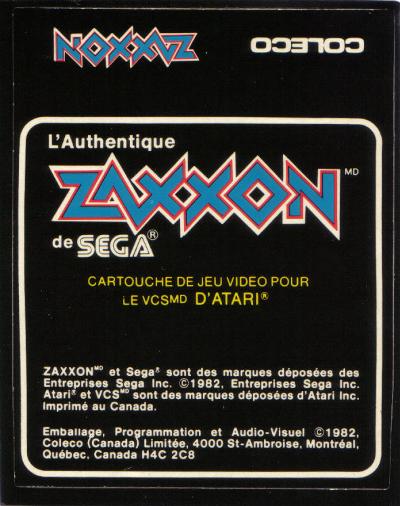 ZAXXON
COLECO
L'Authentique
ZAXXON MD
de SEGA®
CARTOUCHE DE JEU VIDEO POUR
LE VCSMD D'ATARI®
ZAXXONMD et Sega® sont des marques déposées des
Entreprises Sega Inc. ©1982, Entreprises Sega Inc.
Atari® et VCSMD sont des marques déposées d'Atari Inc.
Imprimé au Canada.
Emballage, Programmation et Audio-Visuel ©1982,
Coleco (Canada) Limitée, 4000 St-Ambroise, Montréal,
Québec, Canada H4C 2C8